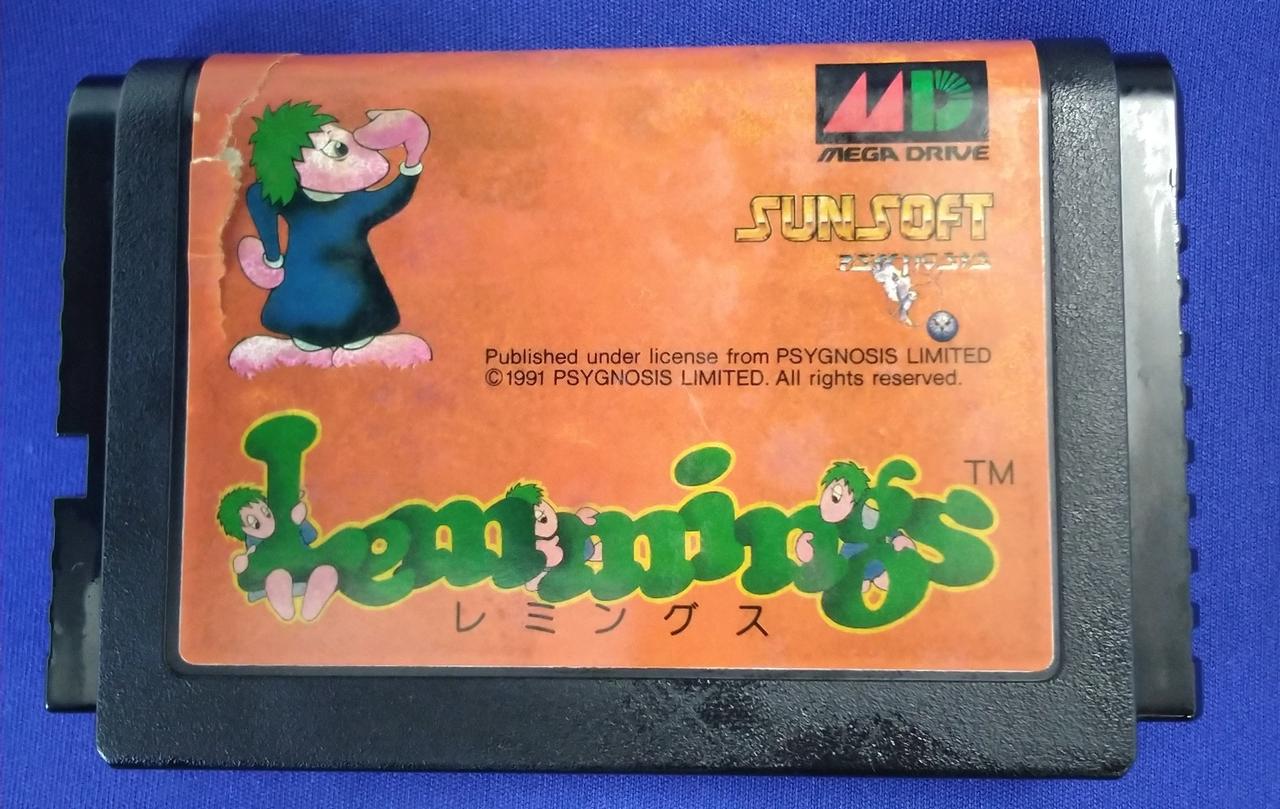 MD
MEGA DRIVE
SUNSOFT
PSYGNOSIS
Published under license from PSYGNOSIS LIMITED
©1991 PSYGNOSIS LIMITED. All rights reserved.
Lemmings TM
レミングス